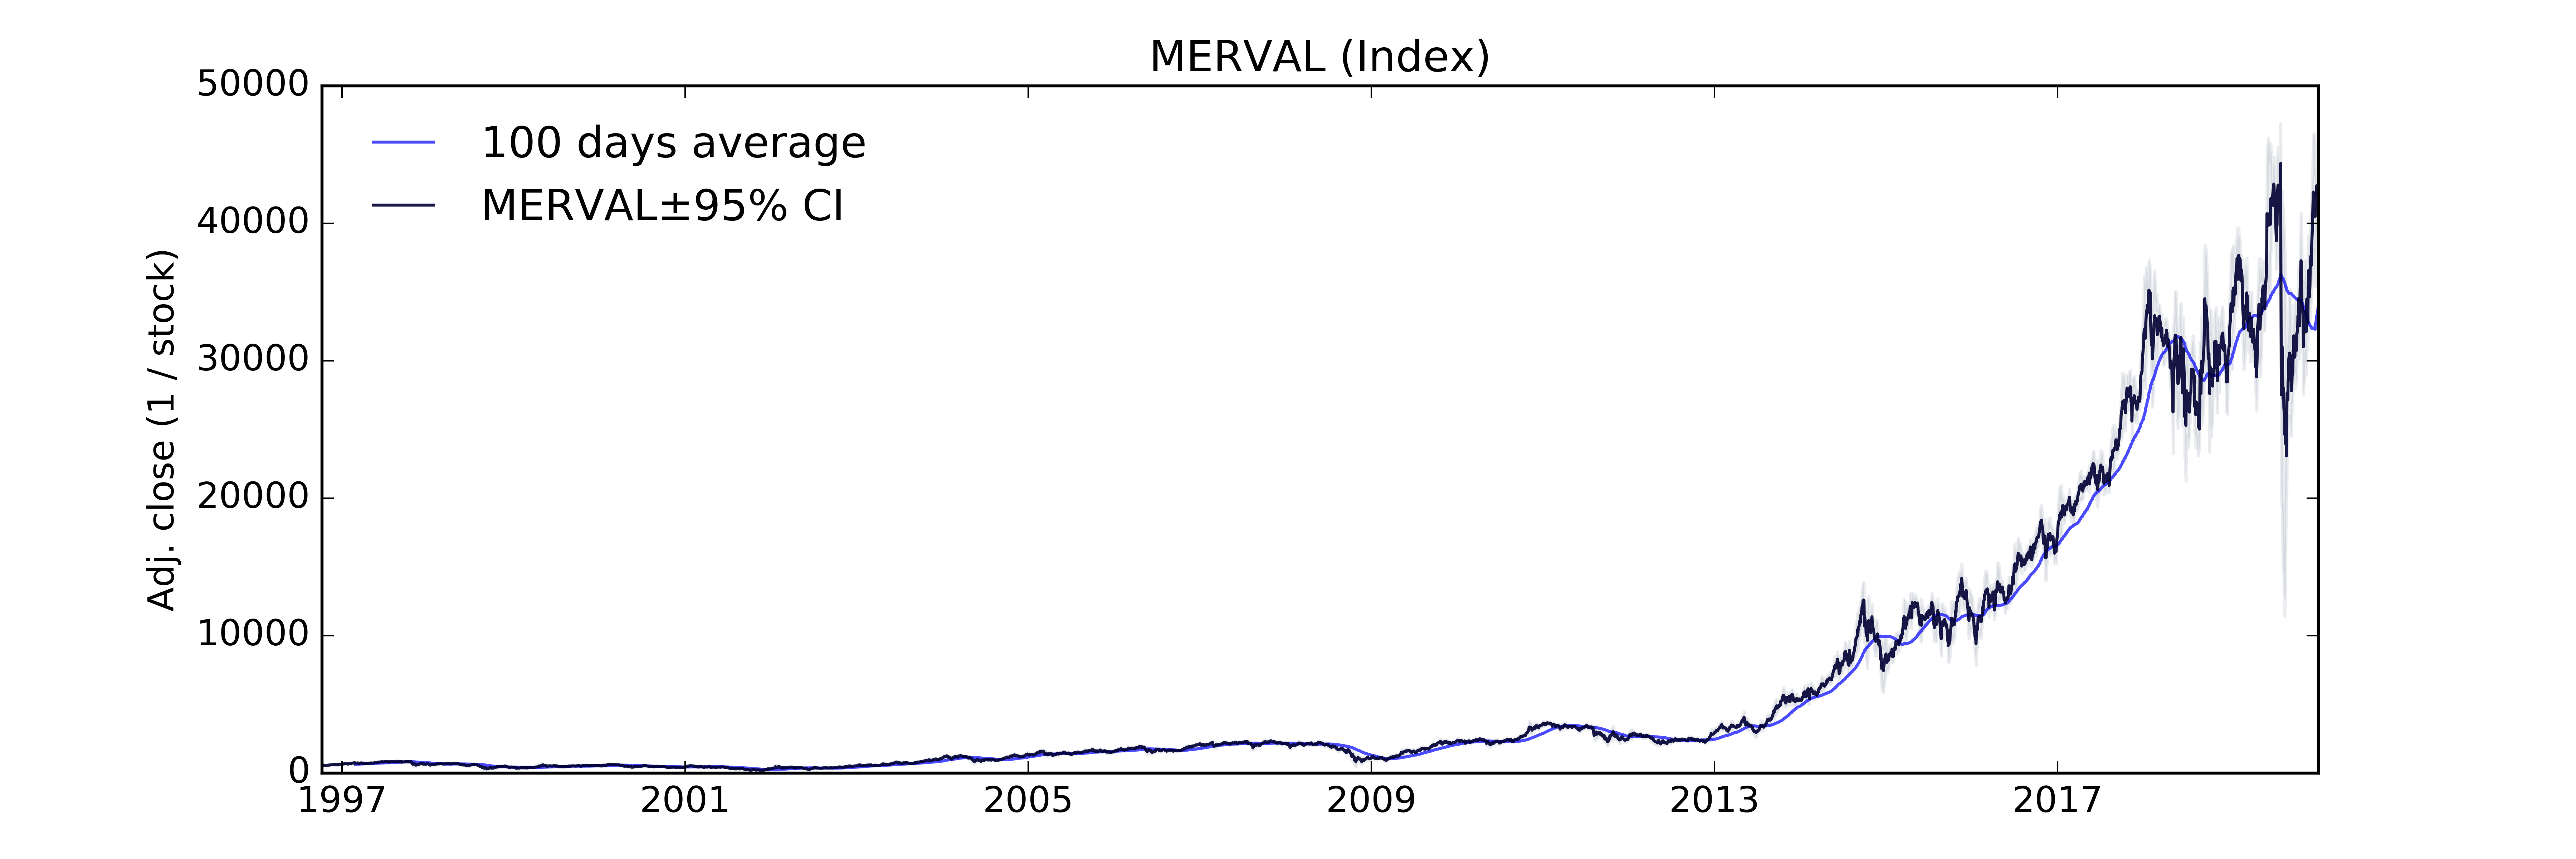 MERVAL (Index)
50000
40000
30000
20000
10000
0
Adj. close (1 / stock)
100 days average
MERVAL±95% CI
1997 2001 2005 2009 2013 2017